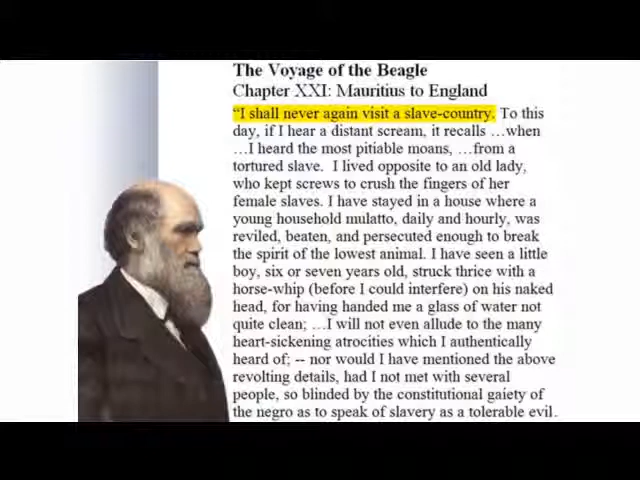 The Voyage of the Beagle
Chapter XXI: Mauritius to England
“I shall never again visit a slave-country. To this
day, if I hear a distant scream, it recalls …when
…I heard the most pitiable moans, …from a
tortured slave. I lived opposite to an old lady,
who kept screws to crush the fingers of her
female slaves. I have stayed in a house where a
young household mulatto, daily and hourly, was
reviled, beaten, and persecuted enough to break
the spirit of the lowest animal. I have seen a little
boy, six or seven years old, struck thrice with a
horse-whip (before I could interfere) on his naked
head, for having handed me a glass of water not
quite clean; …I will not even allude to the many
heart-sickening atrocities which I authentically
heard of; -- nor would I have mentioned the above
revolting details, had I not met with several
people, so blinded by the constitutional gaiety of
the negro as to speak of slavery as a tolerable evil.